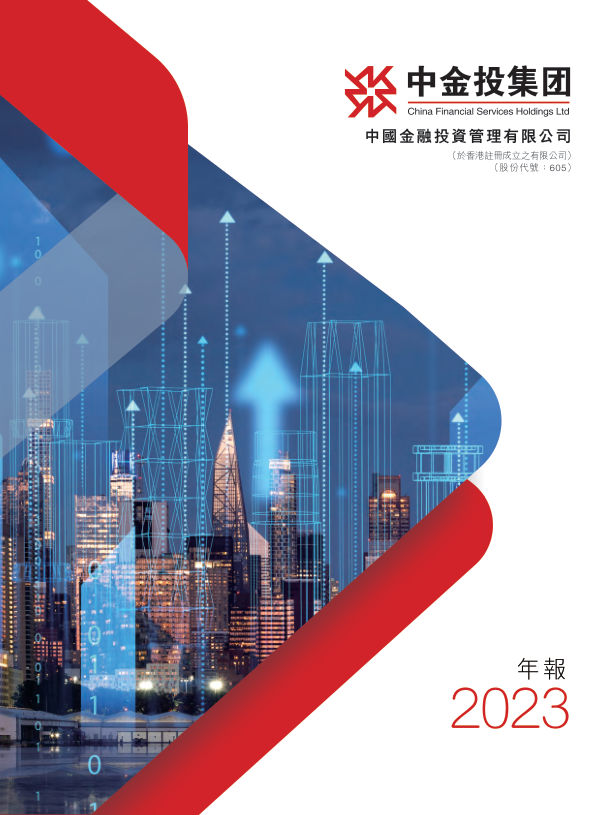 中金投集团
China Financial Services Holdings Ltd
中國金融投資管理有限公司
（於香港註冊成立之有限公司）
（股份代號：605）
年報
2023